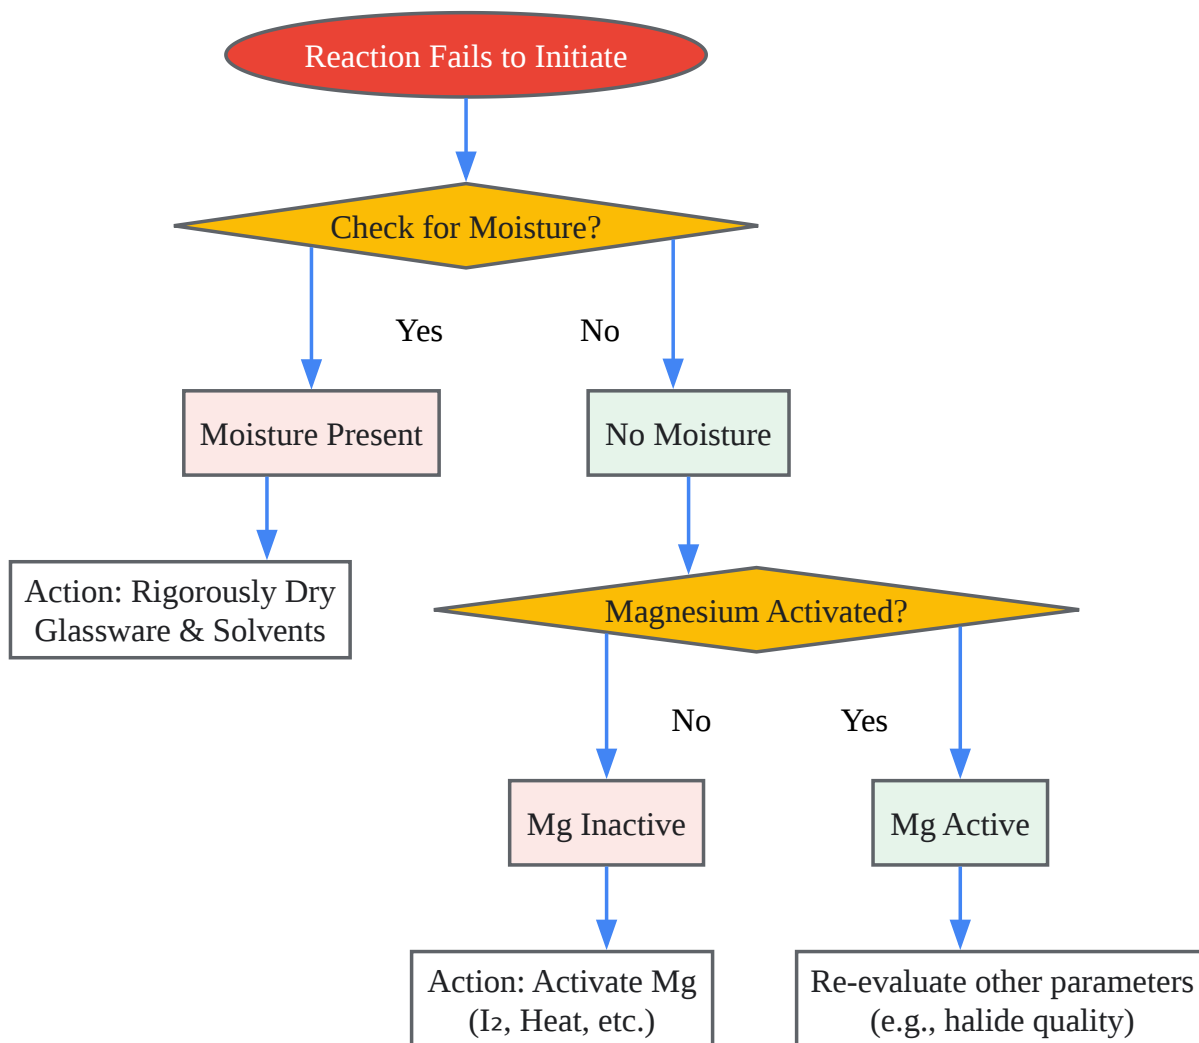 Reaction Fails to Initiate
Check for Moisture?
Yes
No
Moisture Present
No Moisture
Action: Rigorously Dry
Glassware & Solvents
Magnesium Activated?
No
Yes
Mg Inactive
Mg Active
Action: Activate Mg
(I₂, Heat, etc.)
Re-evaluate other parameters
(e.g., halide quality)